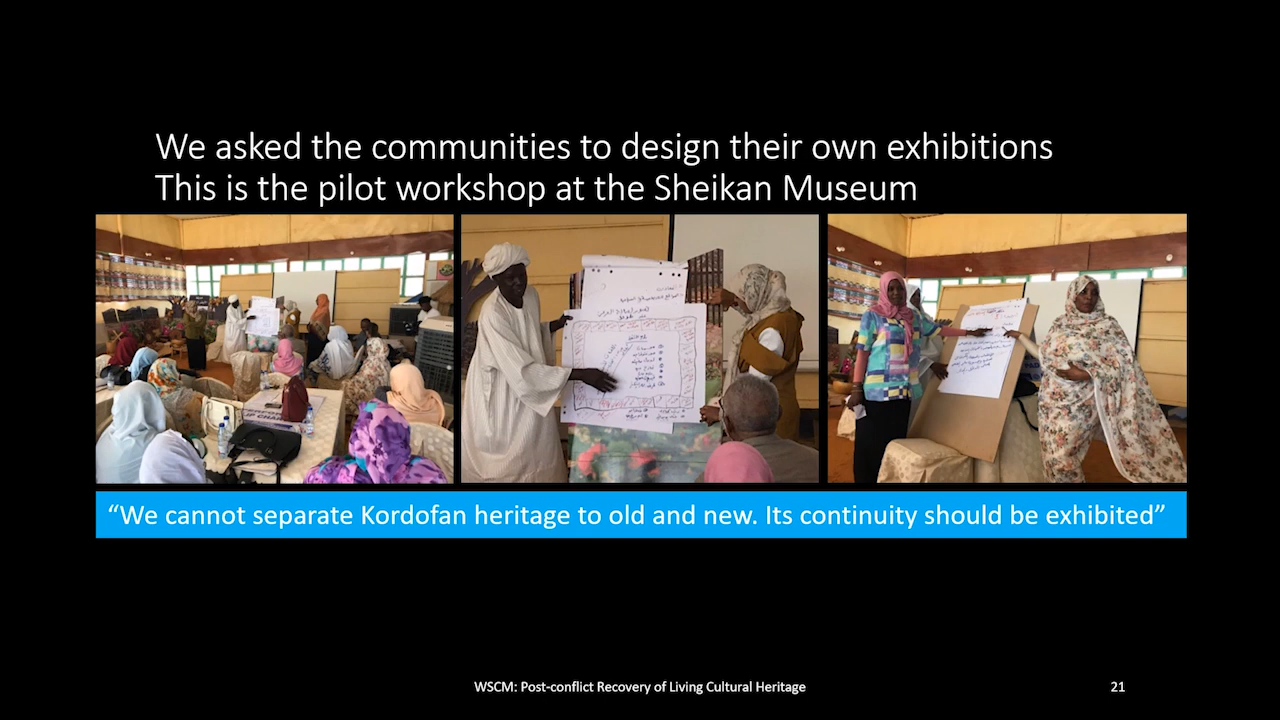 We asked the communities to design their own exhibitions
This is the pilot workshop at the Sheikan Museum
“We cannot separate Kordofan heritage to old and new. Its continuity should be exhibited”
WSCM: Post-conflict Recovery of Living Cultural Heritage
21